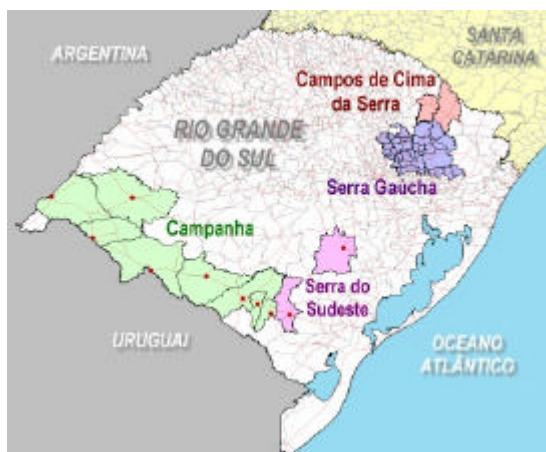 SANTA
CATARINA
ARGENTINA
Campos de Cima
da Serra
RIO GRANDE
DO SUL
Serra Gaúcha
Campanha
Serra do
Sudeste
URUGUAI
OCEANO
ATLÂNTICO